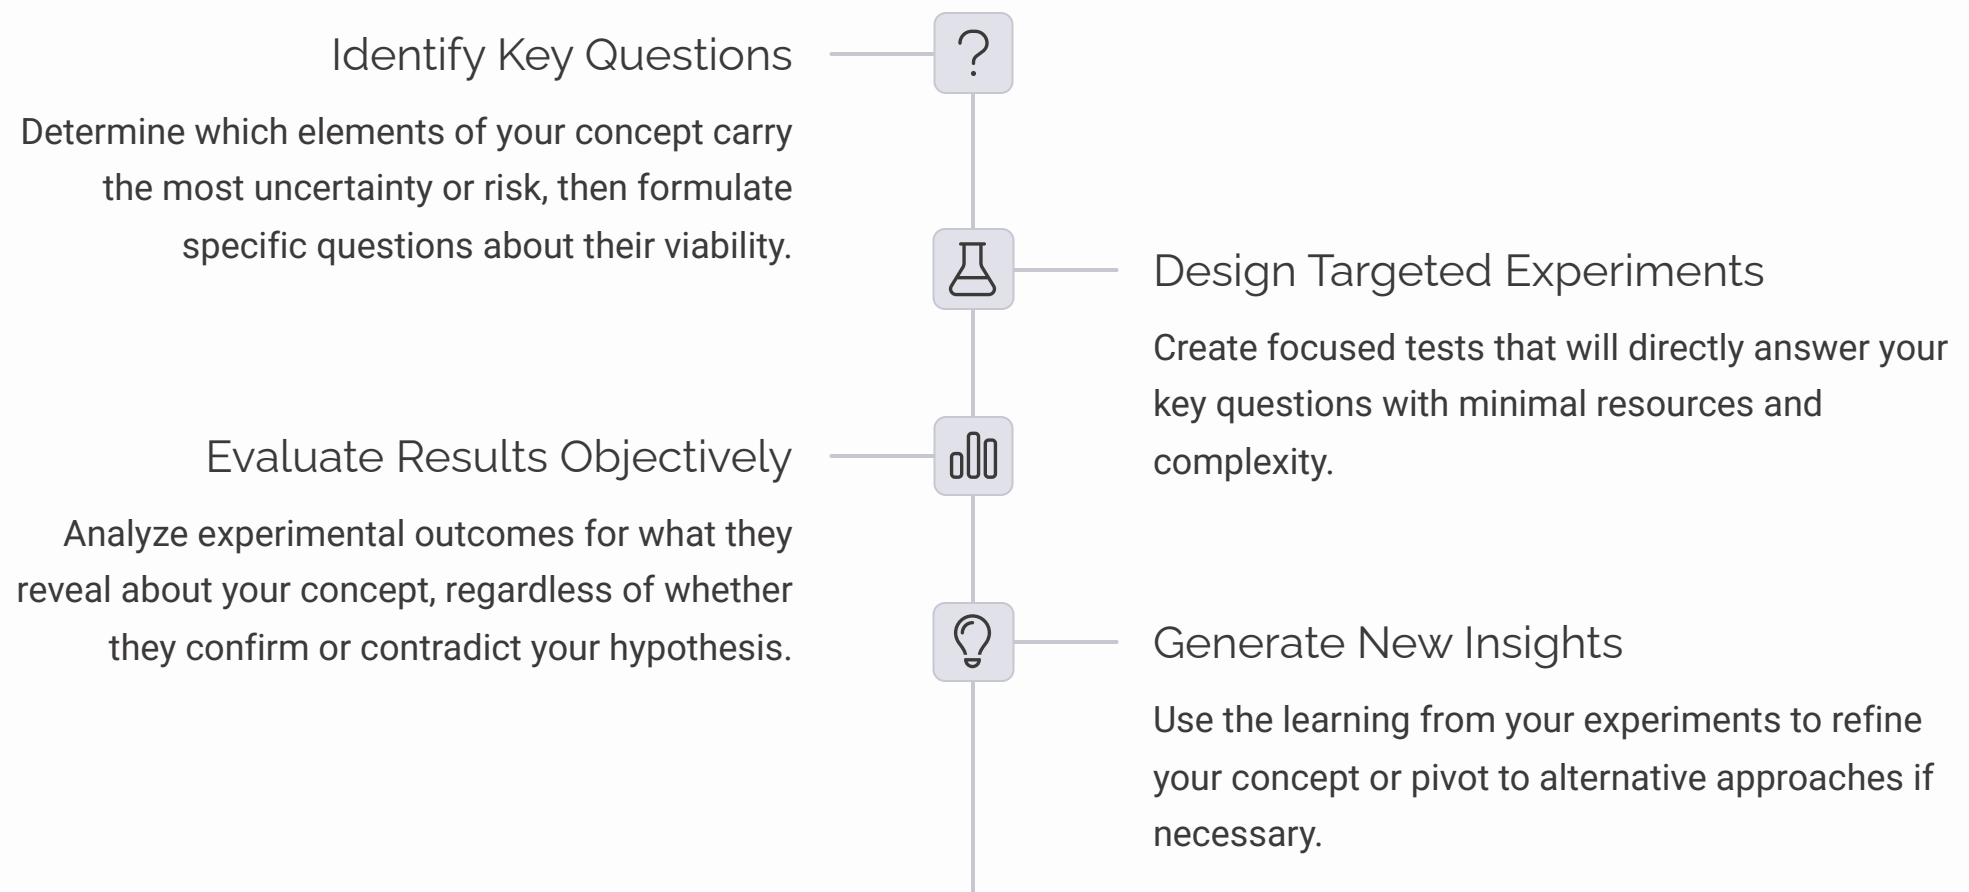 Identify Key Questions
Determine which elements of your concept carry
the most uncertainty or risk, then formulate
specific questions about their viability.
Design Targeted Experiments
Create focused tests that will directly answer your
key questions with minimal resources and
complexity.
Evaluate Results Objectively
Analyze experimental outcomes for what they
reveal about your concept, regardless of whether
they confirm or contradict your hypothesis.
Generate New Insights
Use the learning from your experiments to refine
your concept or pivot to alternative approaches if
necessary.